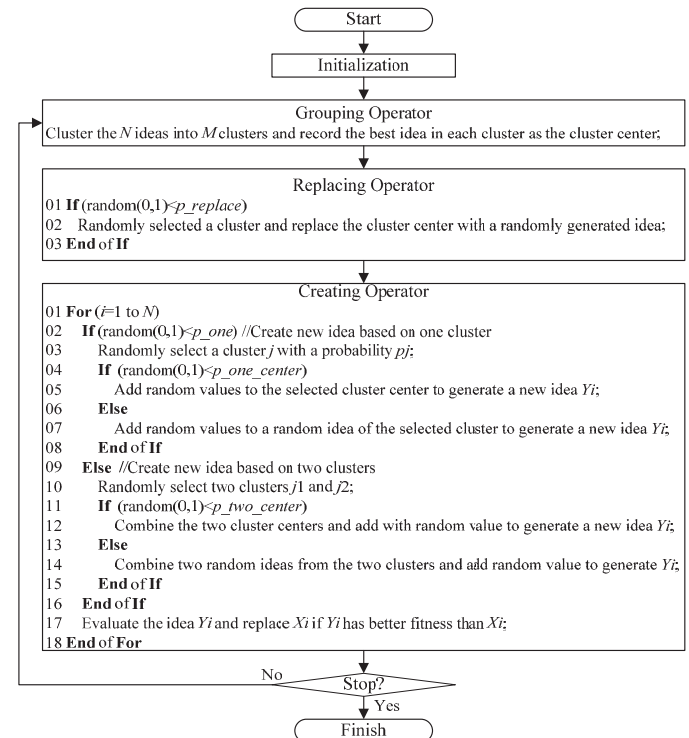 Start
Initialization
Grouping Operator
Cluster the N ideas into M clusters and record the best idea in each cluster as the cluster center;
Replacing Operator
01 If (random(0,1)<p_replace)
02 Randomly selected a cluster and replace the cluster center with a randomly generated idea;
03 End of If
Creating Operator
01 For (i=1 to N)
02 If (random(0,1)<p_one) //Create new idea based on one cluster
03 Randomly select a cluster j with a probability pj;
04 If (random(0,1)<p_one_center)
05 Add random values to the selected cluster center to generate a new idea Yi;
06 Else
07 Add random values to a random idea of the selected cluster to generate a new idea Yi;
08 End of If
09 Else //Create new idea based on two clusters
10 Randomly select two clusters j1 and j2;
11 If (random(0,1)<p_two_center)
12 Combine the two cluster centers and add with random value to generate a new idea Yi;
13 Else
14 Combine two random ideas from the two clusters and add random value to generate Yi;
15 End of If
16 End of If
17 Evaluate the idea Yi and replace Xi if Yi has better fitness than Xi;
18 End of For
No
Stop?
Yes
Finish